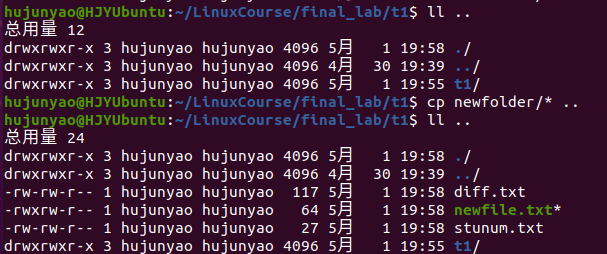 hujunyao@HJYUbuntu:~/LinuxCourse/final_lab/t1$ ll ..
总用量 12
drwxrwxr-x 3 hujunyao hujunyao 4096 5月   1 19:58 ./
drwxrwxr-x 3 hujunyao hujunyao 4096 4月  30 19:39 ../
drwxrwxr-x 3 hujunyao hujunyao 4096 5月   1 19:55 t1/
hujunyao@HJYUbuntu:~/LinuxCourse/final_lab/t1$ cp newfolder/* ..
hujunyao@HJYUbuntu:~/LinuxCourse/final_lab/t1$ ll ..
总用量 24
drwxrwxr-x 3 hujunyao hujunyao 4096 5月   1 19:58 ./
drwxrwxr-x 3 hujunyao hujunyao 4096 4月  30 19:39 ../
-rw-rw-r-- 1 hujunyao hujunyao  117 5月   1 19:58 diff.txt
-rw-rw-r-- 1 hujunyao hujunyao   64 5月   1 19:58 newfile.txt*
-rw-rw-r-- 1 hujunyao hujunyao   27 5月   1 19:58 stunum.txt
drwxrwxr-x 3 hujunyao hujunyao 4096 5月   1 19:55 t1/